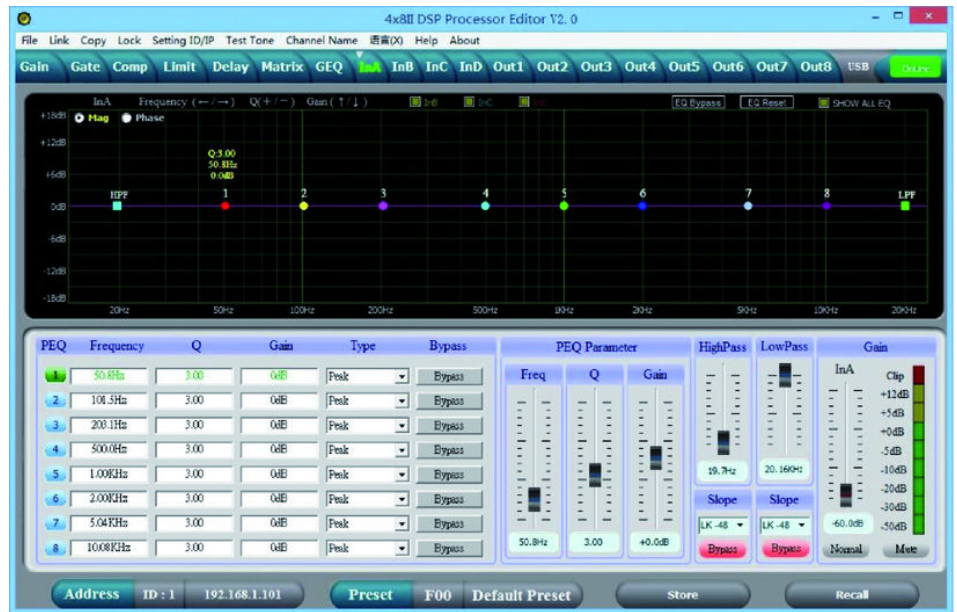 4x8II DSP Processor Editor V2.0
File Link Copy Lock Setting ID/IP Test Tone Channel Name 语言(X) Help About
Gain Gate Comp Limit Delay Matrix GEQ InA InB InC InD Out1 Out2 Out3 Out4 Out5 Out6 Out7 Out8 USB OnLine
InA Frequency (←/→) Q(+/−) Gain(↑/↓) InB InC EQ Bypass EQ Reset SHOW ALL EQ
+18dB Mag Phase
+12dB
Q:3.00
+6dB 50.8Hz
0.0dB
HPF 1 2 3 4 5 6 7 8 LPF
0dB
-6dB
-12dB
-18dB
20Hz 50Hz 100Hz 200Hz 500Hz 1KHz 2KHz 5KHz 10KHz 20KHz
PEQ Frequency Q Gain Type Bypass PEQ Parameter HighPass LowPass Gain
1 50.8Hz 3.00 0dB Peak Bypass Freq Q Gain InA Clip
2 101.5Hz 3.00 0dB Peak Bypass +12dB
3 203.1Hz 3.00 0dB Peak Bypass +5dB
+0dB
4 500.0Hz 3.00 0dB Peak Bypass -5dB
5 1.00KHz 3.00 0dB Peak Bypass 19.7Hz 20.16KHz -10dB
6 2.00KHz 3.00 0dB Peak Bypass Slope Slope -20dB
-30dB
7 5.04KHz 3.00 0dB Peak Bypass LK -48 LK -48 -60.0dB -50dB
8 10.08KHz 3.00 0dB Peak Bypass 50.8Hz 3.00 +0.0dB Bypass Bypass Normal Mute
Address ID : 1 192.168.1.101 Preset F00 Default Preset Store Recall